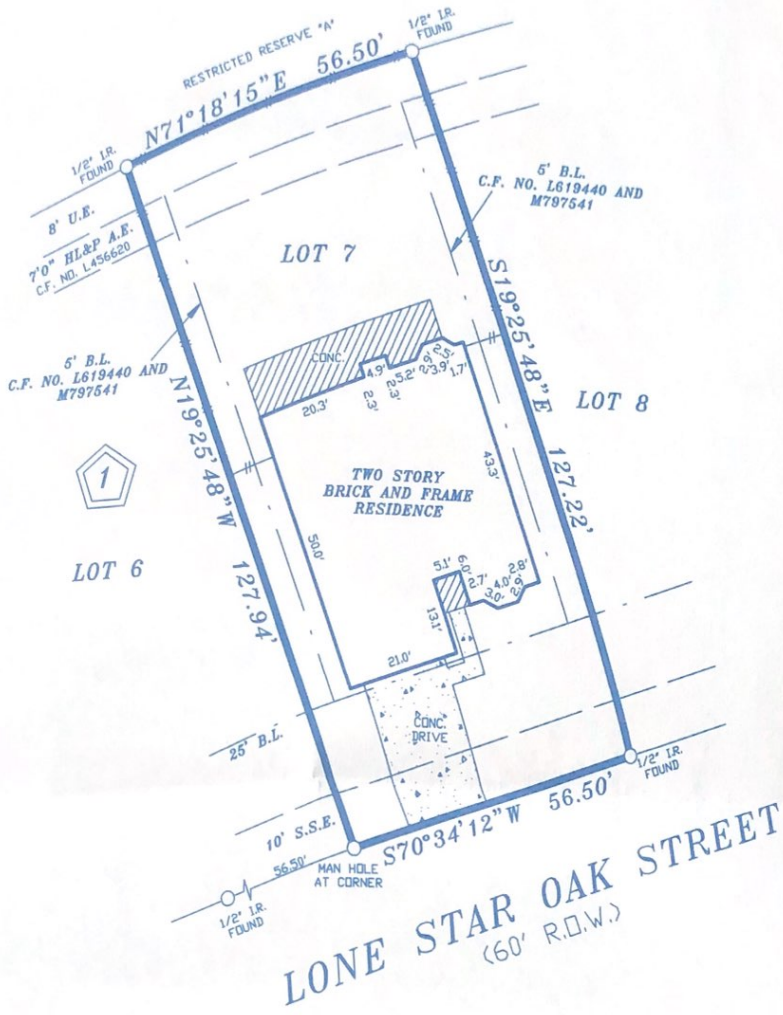 RESTRICTED RESERVE "A"
1/2" I.R.
FOUND
N71°18'15"E 56.50'
1/2" I.R.
FOUND
8' U.E.
7'0" HL&P A.E.
C.F. NO. L456620
5' B.L.
C.F. NO. L619440 AND
M797541
LOT 7
5' B.L.
C.F. NO. L619440 AND
M797541
N19°25'48"W 127.94'
S19°25'48"E 127.22'
CONC.
20.3'
2.3'
4.9'
2.3'
5.2'
2.9'
3.9'
2.5'
1.7'
LOT 8
1
LOT 6
TWO STORY
BRICK AND FRAME
RESIDENCE
43.3'
50.0'
5.1'
6.0'
2.7'
3.0'
4.0'
2.9'
2.8'
13.1'
21.0'
CONC.
DRIVE
25' B.L.
10' S.S.E.
1/2" I.R.
FOUND
S70°34'12"W 56.50'
MAN HOLE
AT CORNER
56.50'
1/2" I.R.
FOUND
LONE STAR OAK STREET
(60' R.O.W.)